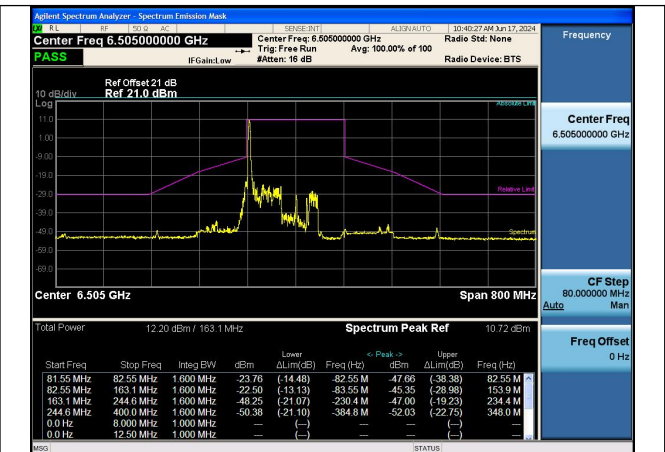 Agilent Spectrum Analyzer - Spectrum Emission Mask
RL RF 50 Ω AC SENSE:INT ALIGN AUTO 10:40:27 AM Jun 17, 2024
Center Freq 6.505000000 GHz
Center Freq: 6.505000000 GHz Radio Std: None
Trig: Free Run Avg: 100.00% of 100
PASS IFGain:Low #Atten: 16 dB Radio Device: BTS
Ref Offset 21 dB
10 dB/div Ref 21.0 dBm
Log
Absolute Limit
11.0
1.00
-9.00
-19.0
-29.0
Relative Limit
-39.0
-49.0
Spectrum
-59.0
-69.0
Center 6.505 GHz Span 800 MHz
Total Power 12.20 dBm / 163.1 MHz Spectrum Peak Ref 10.72 dBm
Lower <- Peak -> Upper
Start Freq Stop Freq Integ BW dBm ΔLim(dB) Freq (Hz) dBm ΔLim(dB) Freq (Hz)
81.55 MHz 82.55 MHz 1.600 MHz -23.76 (-14.48) -82.55 M -47.66 (-38.38) 82.55 M
82.55 MHz 163.1 MHz 1.600 MHz -22.50 (-13.13) -83.55 M -45.35 (-28.98) 153.9 M
163.1 MHz 244.6 MHz 1.600 MHz -48.25 (-21.07) -230.4 M -47.00 (-19.23) 234.4 M
244.6 MHz 400.0 MHz 1.600 MHz -50.38 (-21.10) -384.8 M -52.03 (-22.75) 348.0 M
0.0 Hz 8.000 MHz 1.000 MHz --- (---) --- (---)
0.0 Hz 12.50 MHz 1.000 MHz --- (---) --- (---)
MSG STATUS
Frequency
Center Freq
6.505000000 GHz
CF Step
80.000000 MHz
Auto Man
Freq Offset
0 Hz